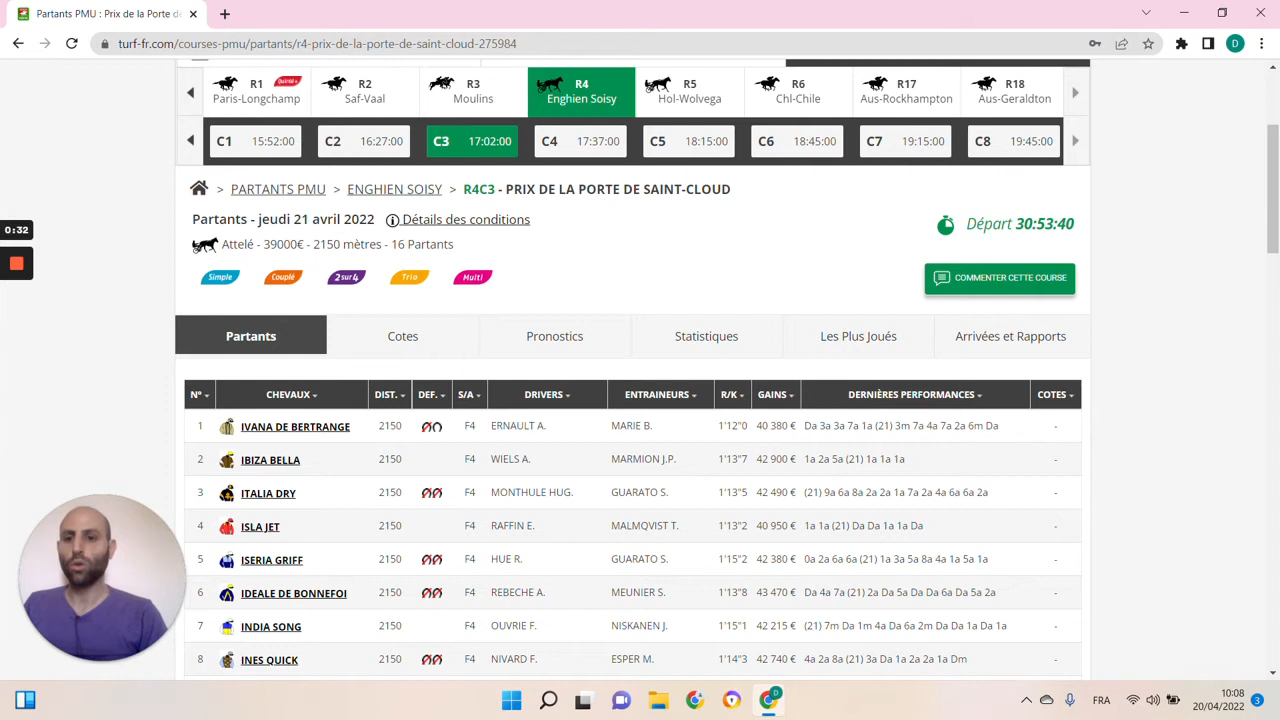 Partants PMU : Prix de la Porte de
turf-fr.com/courses-pmu/partants/r4-prix-de-la-porte-de-saint-cloud-275984
D
R1 Quinté+ R2 R3 R4 R5 R6 R17 R18
Paris-Longchamp Saf-Vaal Moulins Enghien Soisy Hol-Wolvega Chl-Chile Aus-Rockhampton Aus-Geraldton
C1 15:52:00 C2 16:27:00 C3 17:02:00 C4 17:37:00 C5 18:15:00 C6 18:45:00 C7 19:15:00 C8 19:45:00
> PARTANTS PMU > ENGHIEN SOISY > R4C3 - PRIX DE LA PORTE DE SAINT-CLOUD
Partants - jeudi 21 avril 2022 Détails des conditions
Départ 30:53:40
0:32
Attelé - 39000€ - 2150 mètres - 16 Partants
Simple Couplé 2 sur 4 Trio Multi
COMMENTER CETTE COURSE
Partants Cotes Pronostics Statistiques Les Plus Joués Arrivées et Rapports
N° CHEVAUX DIST. DEF. S/A DRIVERS ENTRAINEURS R/K GAINS DERNIÈRES PERFORMANCES COTES
1 IVANA DE BERTRANGE 2150 F4 ERNAULT A. MARIE B. 1'12"0 40 380 € Da 3a 3a 7a 1a (21) 3m 7a 4a 7a 2a 6m Da -
2 IBIZA BELLA 2150 F4 WIELS A. MARMION J.P. 1'13"7 42 900 € 1a 2a 5a (21) 1a 1a 1a -
3 ITALIA DRY 2150 F4 MONTHULE HUG. GUARATO S. 1'13"5 42 490 € (21) 9a 6a 8a 2a 2a 1a 7a 2a 4a 6a 6a 2a -
4 ISLA JET 2150 F4 RAFFIN E. MALMQVIST T. 1'13"2 40 950 € 1a 1a (21) Da Da 1a 1a Da -
5 ISERIA GRIFF 2150 F4 HUE R. GUARATO S. 1'15"2 42 380 € 0a 2a 6a 6a (21) 1a 3a 5a 8a 4a 1a 5a 1a -
6 IDEALE DE BONNEFOI 2150 F4 REBECHE A. MEUNIER S. 1'13"8 43 470 € Da 4a 7a (21) 2a Da 5a Da Da 6a Da 5a 2a -
7 INDIA SONG 2150 F4 OUVRIE F. NISKANEN J. 1'15"1 42 215 € (21) 7m Da 1m 4a Da 6a 2m Da Da 1a Da 1a -
8 INES QUICK 2150 F4 NIVARD F. ESPER M. 1'14"3 42 740 € 4a 2a 8a (21) 3a Da 1a 2a 2a 1a Dm -
FRA
10:08
20/04/2022
3